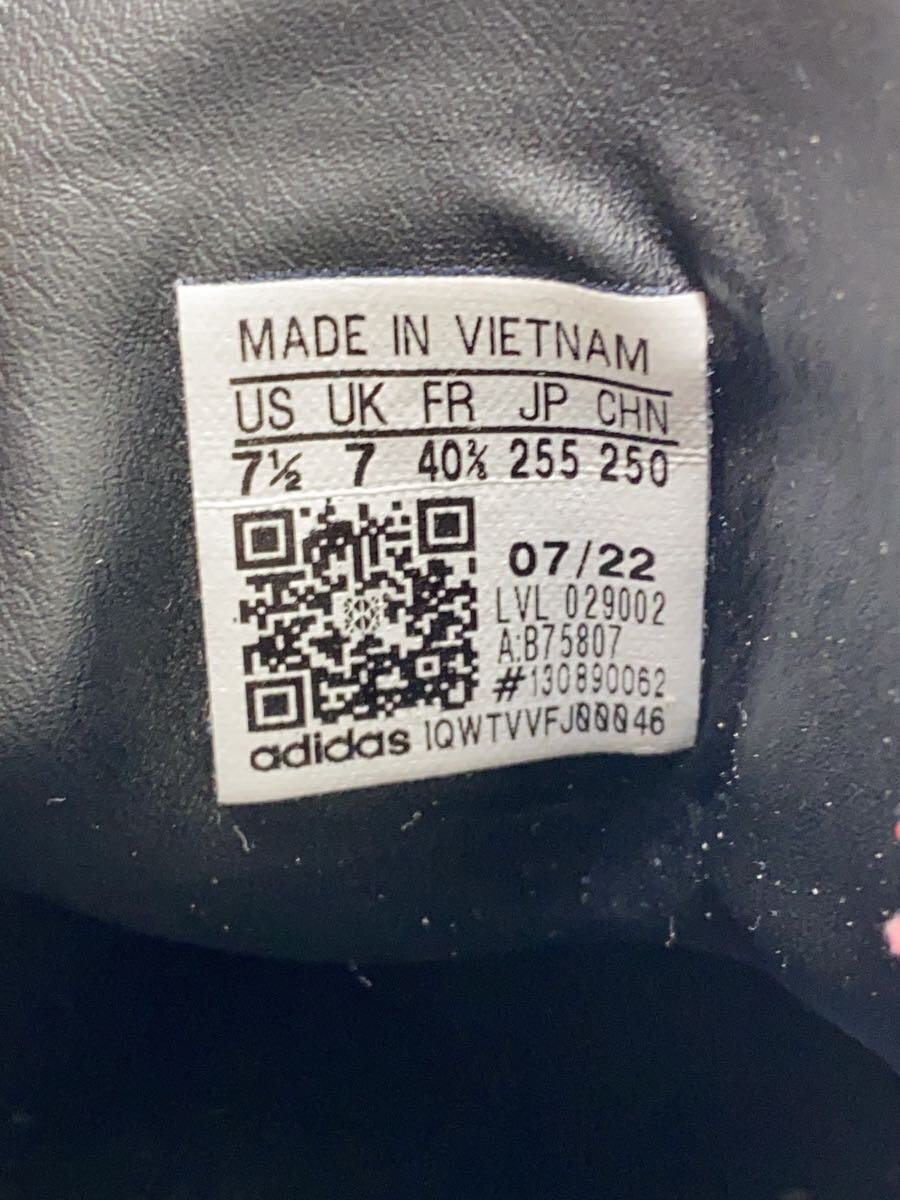 MADE IN VIETNAM
US UK FR JP CHN
7½ 7 40⅔ 255 250
07/22
LVL 029002
A:B75807
#130890062
adidas 1QWTVVFJ00046